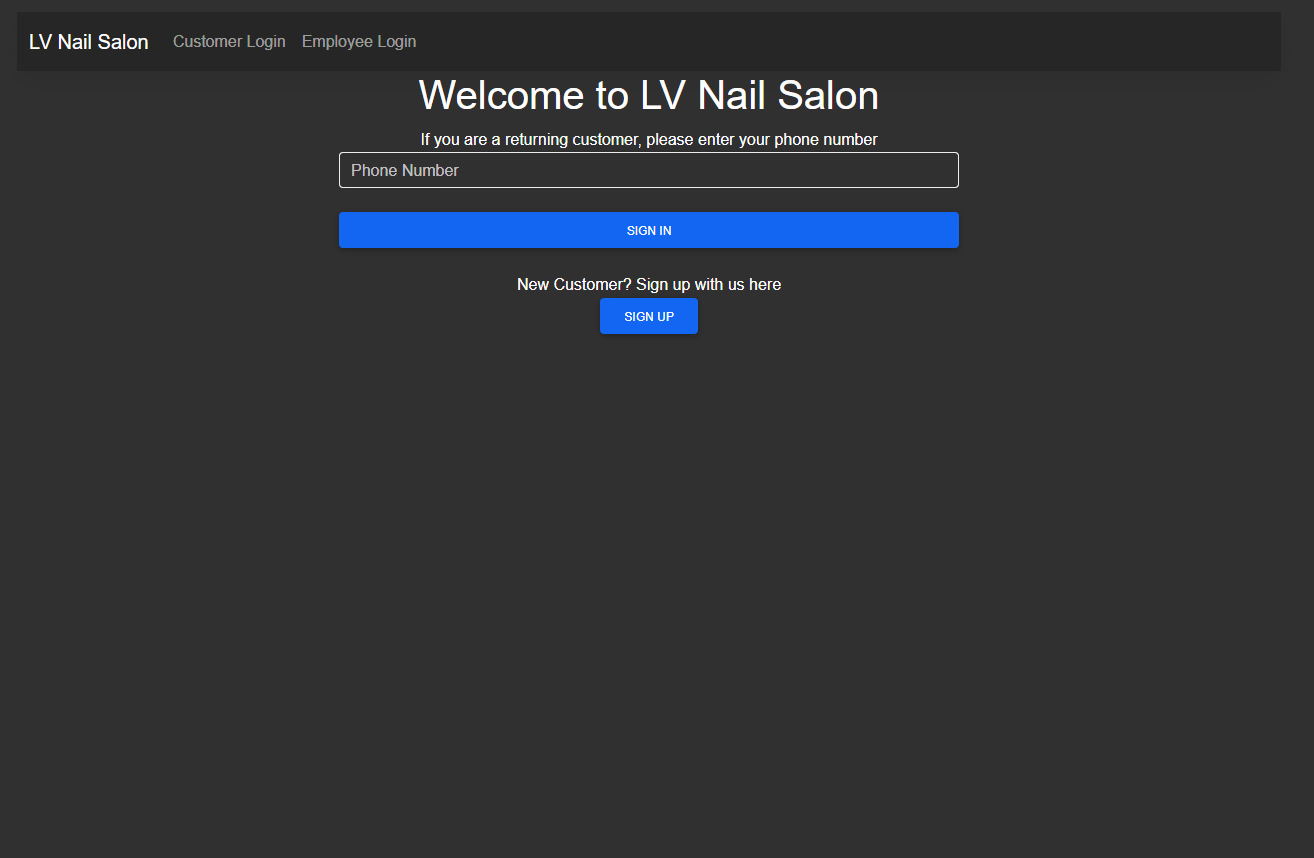 LV Nail Salon Customer Login Employee Login
Welcome to LV Nail Salon
If you are a returning customer, please enter your phone number
Phone Number
SIGN IN
New Customer? Sign up with us here
SIGN UP